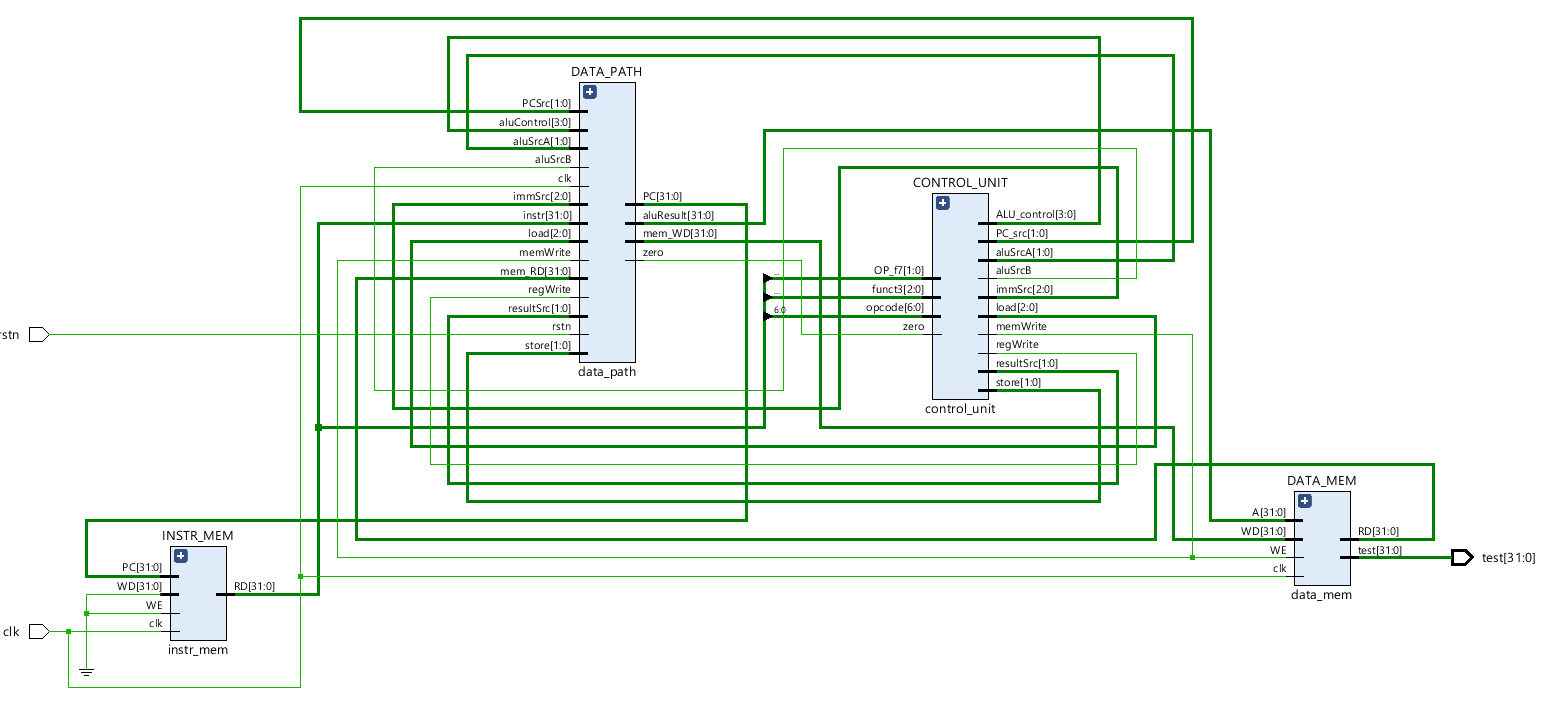 DATA_PATH
PCSrc[1:0]
aluControl[3:0]
aluSrcA[1:0]
aluSrcB
clk
immSrc[2:0]
instr[31:0]
load[2:0]
memWrite
mem_RD[31:0]
regWrite
resultSrc[1:0]
rstn
store[1:0]
PC[31:0]
aluResult[31:0]
mem_WD[31:0]
zero
data_path
CONTROL_UNIT
OP_f7[1:0]
funct3[2:0]
opcode[6:0]
zero
...
...
6:0
ALU_control[3:0]
PC_src[1:0]
aluSrcA[1:0]
aluSrcB
immSrc[2:0]
load[2:0]
memWrite
regWrite
resultSrc[1:0]
store[1:0]
control_unit
rstn
DATA_MEM
A[31:0]
WD[31:0]
WE
clk
RD[31:0]
test[31:0]
data_mem
test[31:0]
INSTR_MEM
PC[31:0]
WD[31:0]
WE
clk
RD[31:0]
instr_mem
clk